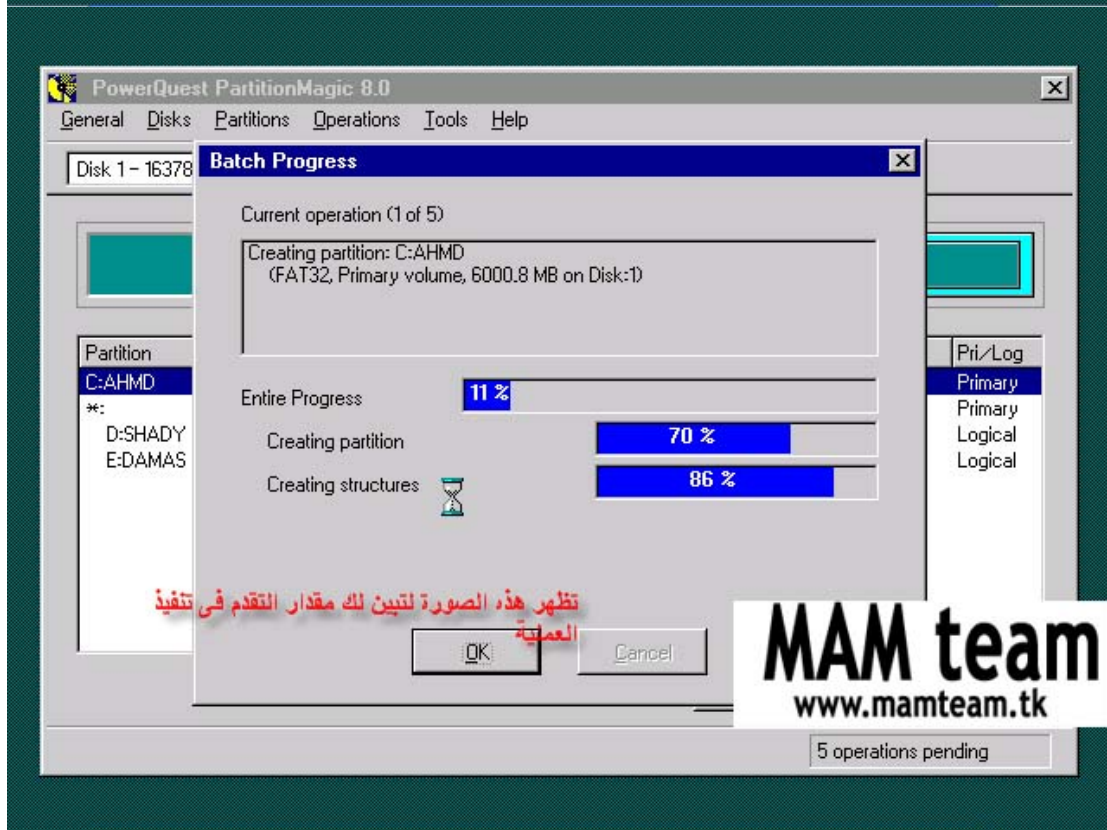 PowerQuest PartitionMagic 8.0
General Disks Partitions Operations Tools Help
Disk 1 - 16378
Batch Progress
Current operation (1 of 5)
Creating partition: C:AHMD
(FAT32, Primary volume, 6000.8 MB on Disk:1)
Partition
Pri/Log
C:AHMD
Primary
*:
Primary
D:SHADY
Logical
E:DAMAS
Logical
Entire Progress
11 %
Creating partition
70 %
Creating structures
86 %
تظهر هذه الصورة لتبين لك مقدار التقدم فى تنفيذ
العملية
OK
Cancel
MAM team
www.mamteam.tk
5 operations pending